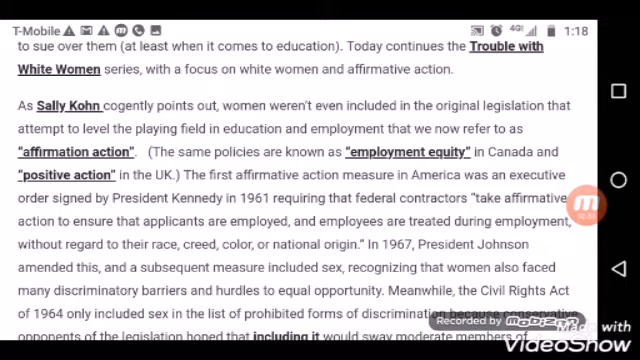 T-Mobile 4G 1:18
to sue over them (at least when it comes to education). Today continues the Trouble with
White Women series, with a focus on white women and affirmative action.
As Sally Kohn cogently points out, women weren't even included in the original legislation that
attempt to level the playing field in education and employment that we now refer to as
"affirmation action". (The same policies are known as "employment equity" in Canada and
"positive action" in the UK.) The first affirmative action measure in America was an executive
order signed by President Kennedy in 1961 requiring that federal contractors "take affirmative
action to ensure that applicants are employed, and employees are treated during employment,
without regard to their race, creed, color, or national origin." In 1967, President Johnson
amended this, and a subsequent measure included sex, recognizing that women also faced
many discriminatory barriers and hurdles to equal opportunity. Meanwhile, the Civil Rights Act
of 1964 only included sex in the list of prohibited forms of discrimination because conservative
opponents of the legislation hoped that including it would sway moderate members of
Recorded by mobizen
Made with
VideoShow